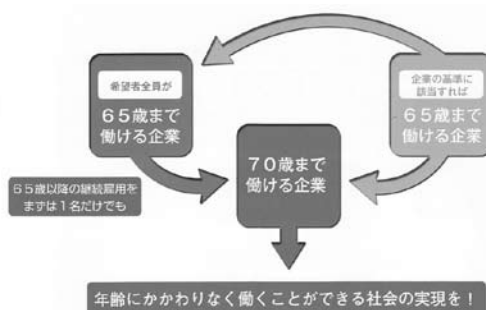 希望者全員が
65歳まで
働ける企業
企業の基準に
該当すれば
65歳まで
働ける企業
70歳まで
働ける企業
65歳以降の継続雇用を
まずは1名だけでも
年齢にかかわりなく働くことができる社会の実現を！